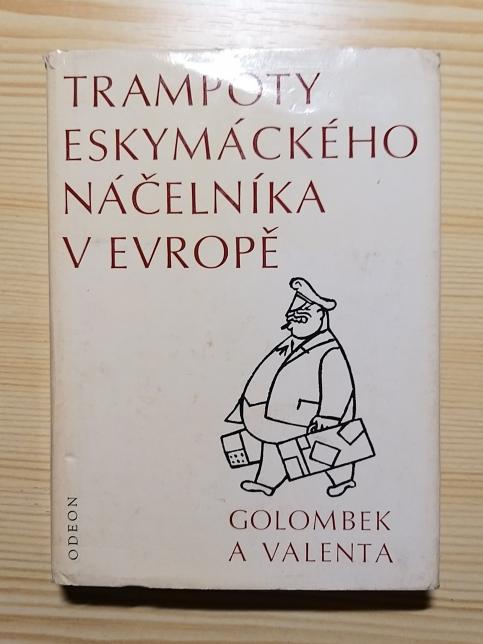 TRAMPOTY
ESKYMÁCKÉHO
NÁČELNÍKA
V EVROPĚ
GOLOMBEK
A VALENTA
ODEON